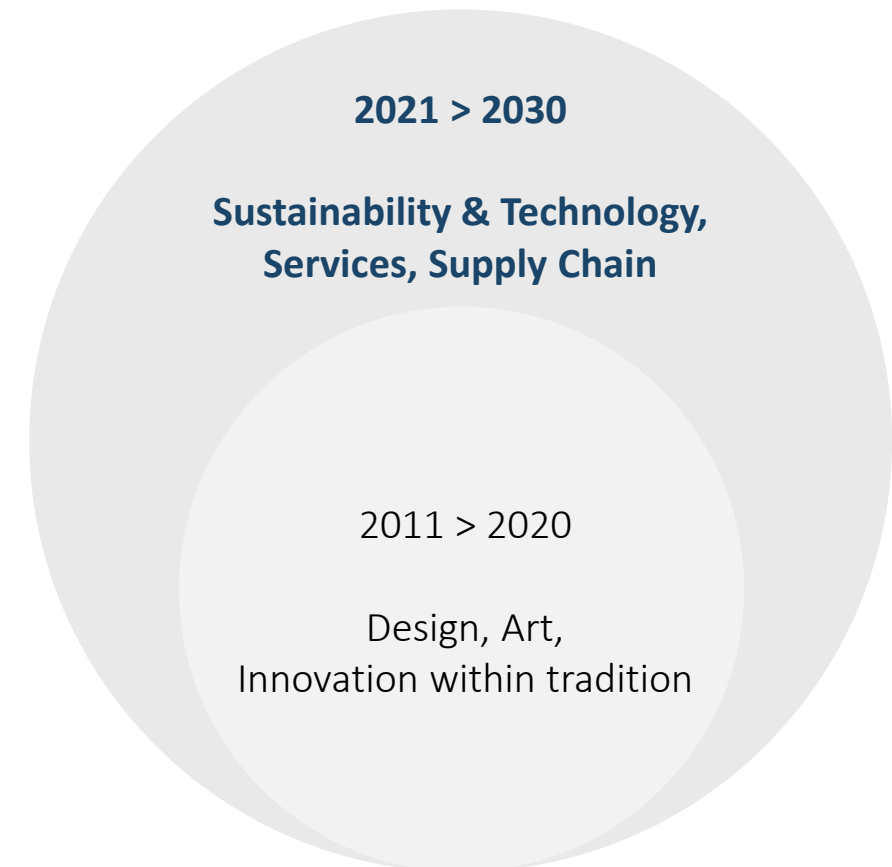 2021 > 2030
Sustainability & Technology,
Services, Supply Chain
2011 > 2020
Design, Art,
Innovation within tradition